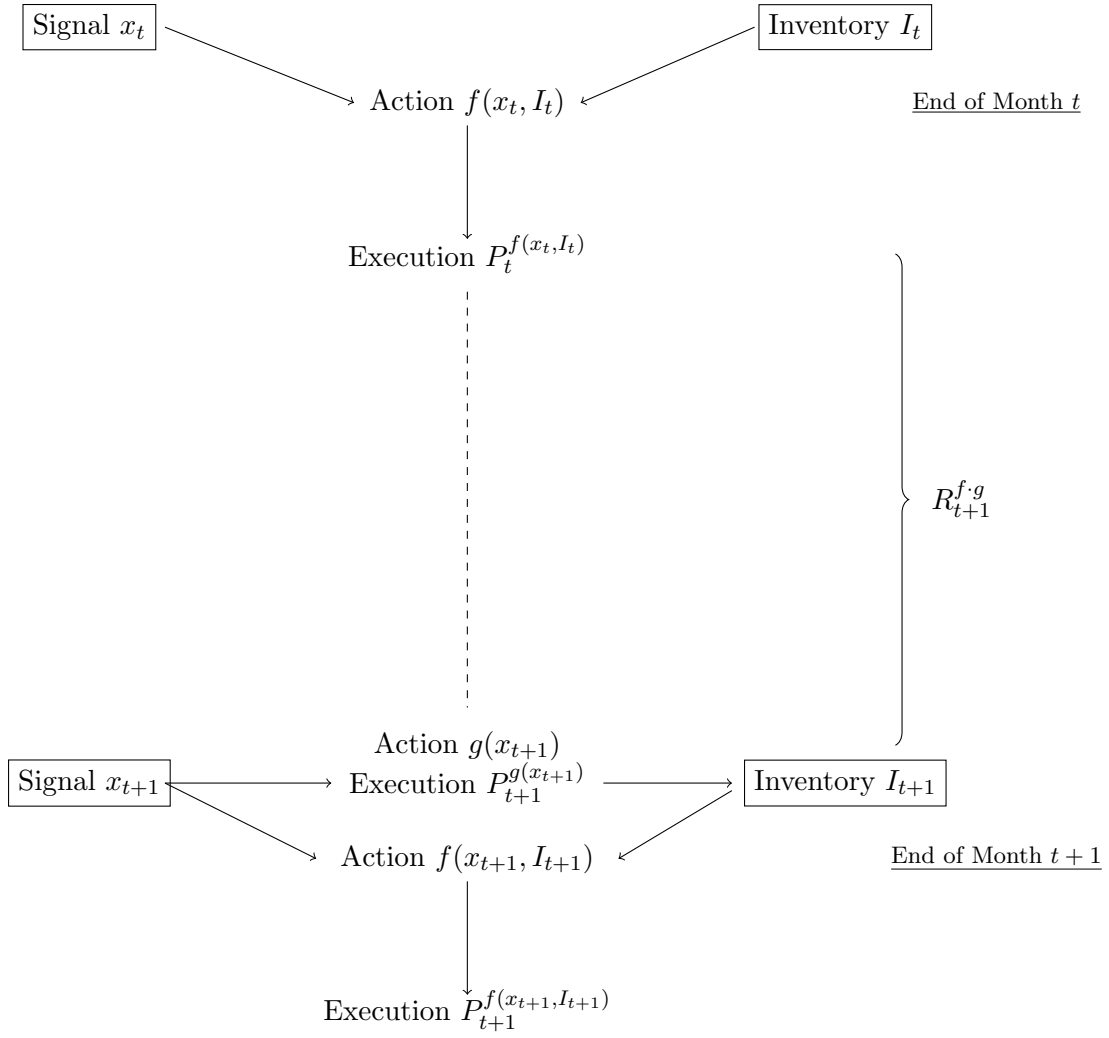 Signal $x_t$
Inventory $I_t$
Action $f(x_t, I_t)$
End of Month $t$
Execution $P_t^{f(x_t, I_t)}$
$R_{t+1}^{f \cdot g}$
Action $g(x_{t+1})$
Signal $x_{t+1}$
Execution $P_{t+1}^{g(x_{t+1})}$
Inventory $I_{t+1}$
Action $f(x_{t+1}, I_{t+1})$
End of Month $t + 1$
Execution $P_{t+1}^{f(x_{t+1}, I_{t+1})}$